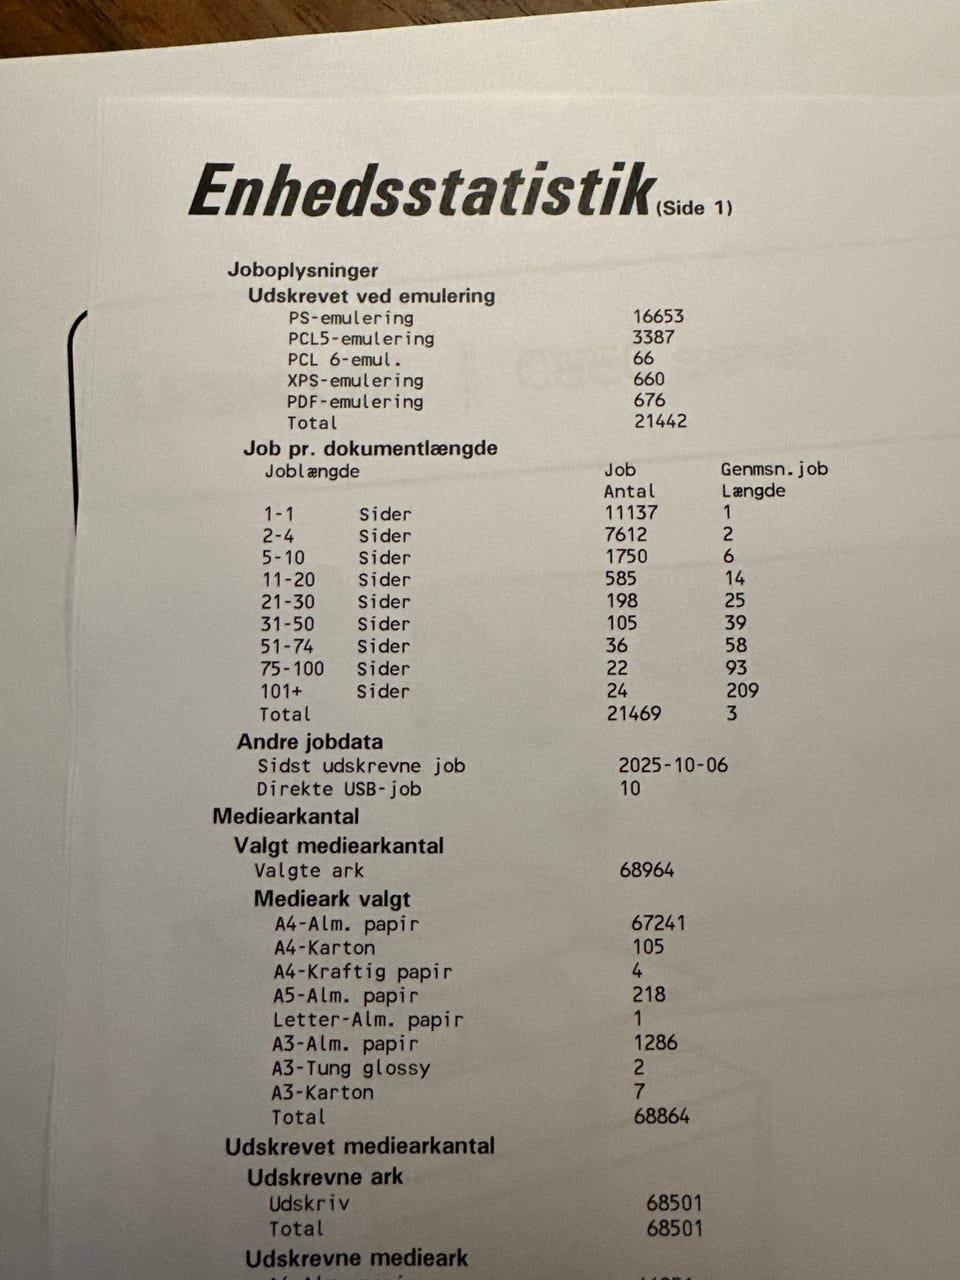 Enhedsstatistik (Side 1)
Joboplysninger
Udskrevet ved emulering
PS-emulering 16653
PCL5-emulering 3387
PCL 6-emul. 66
XPS-emulering 660
PDF-emulering 676
Total 21442
Job pr. dokumentlængde
Joblængde Job Genmsn.job
Antal Længde
1-1 Sider 11137 1
2-4 Sider 7612 2
5-10 Sider 1750 6
11-20 Sider 585 14
21-30 Sider 198 25
31-50 Sider 105 39
51-74 Sider 36 58
75-100 Sider 22 93
101+ Sider 24 209
Total 21469 3
Andre jobdata
Sidst udskrevne job 2025-10-06
Direkte USB-job 10
Mediearkantal
Valgt mediearkantal
Valgte ark 68964
Medieark valgt
A4-Alm. papir 67241
A4-Karton 105
A4-Kraftig papir 4
A5-Alm. papir 218
Letter-Alm. papir 1
A3-Alm. papir 1286
A3-Tung glossy 2
A3-Karton 7
Total 68864
Udskrevet mediearkantal
Udskrevne ark
Udskriv 68501
Total 68501
Udskrevne medieark